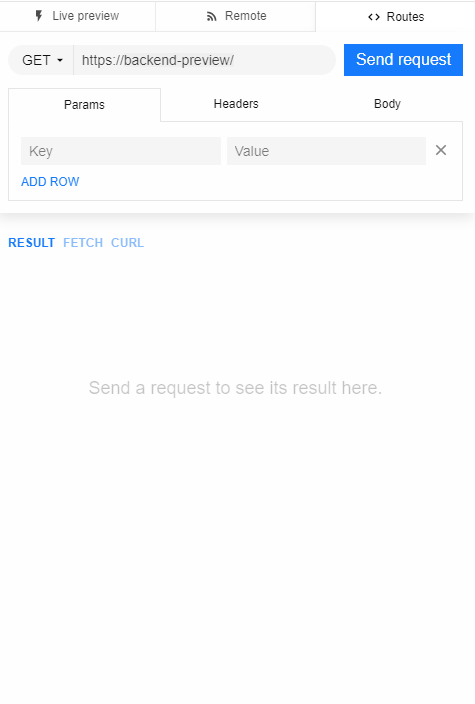 Live preview Remote Routes
GET https://backend-preview/ Send request
Params Headers Body
Key Value
ADD ROW
RESULT FETCH CURL
Send a request to see its result here.